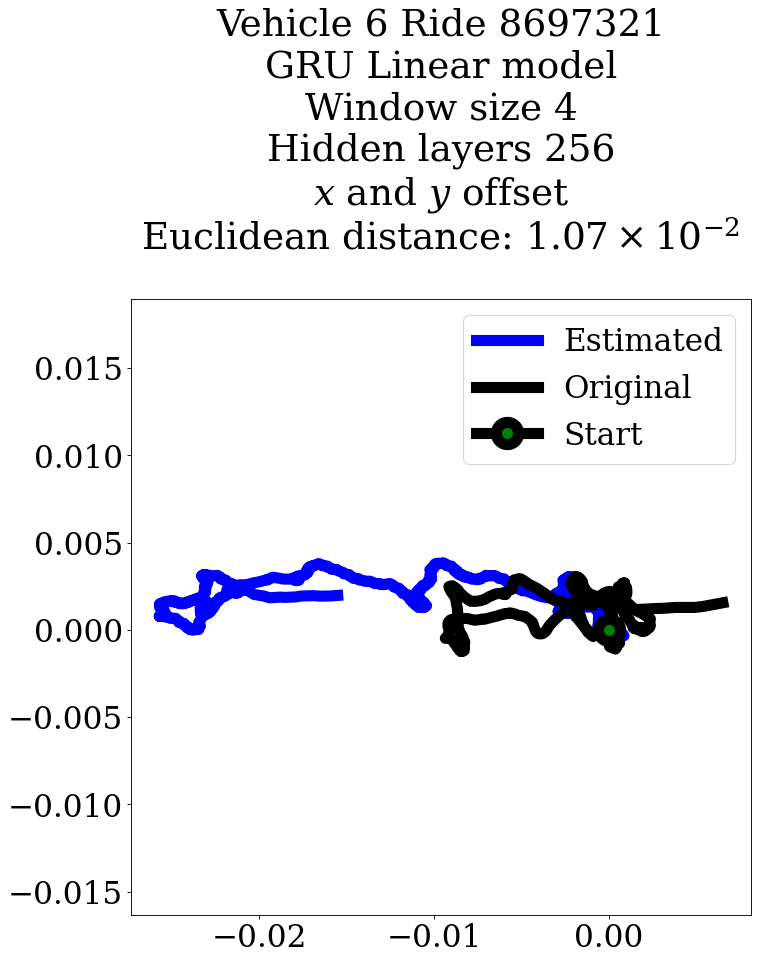 Vehicle 6 Ride 8697321
GRU Linear model
Window size 4
Hidden layers 256
x and y offset
Euclidean distance: 1.07 × 10⁻²
Estimated
Original
Start
0.015
0.010
0.005
0.000
−0.005
−0.010
−0.015
−0.02
−0.01
0.00